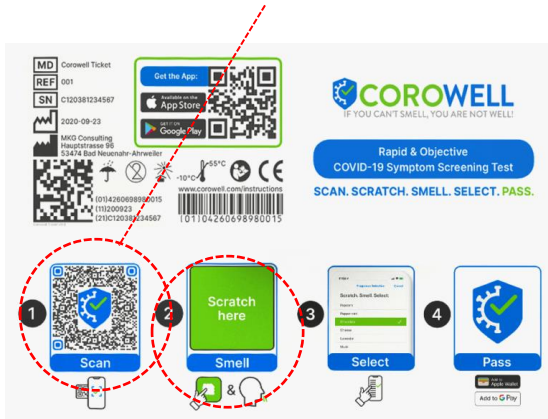 MD Corowell Ticket
REF 001
SN C120381234567
2020-09-23
MKG Consulting
Hauptstrasse 96
53474 Bad Neuenahr-Ahrweiler
Get the App:
Available on the
App Store
GET IT ON
Google Play
-10°C
55°C
CE
www.corowell.com/instructions
(01)4260698980015
(11)200923
(21)C120381234567
(01)04260698980015
COROWELL
IF YOU CAN'T SMELL, YOU ARE NOT WELL!
Rapid & Objective
COVID-19 Symptom Screening Test
SCAN. SCRATCH. SMELL. SELECT. PASS.
1
Scan
2
Scratch
here
Smell
&
3
Scratch. Smell. Select.
Select
4
Pass
Add to
Apple Wallet
Add to G Pay